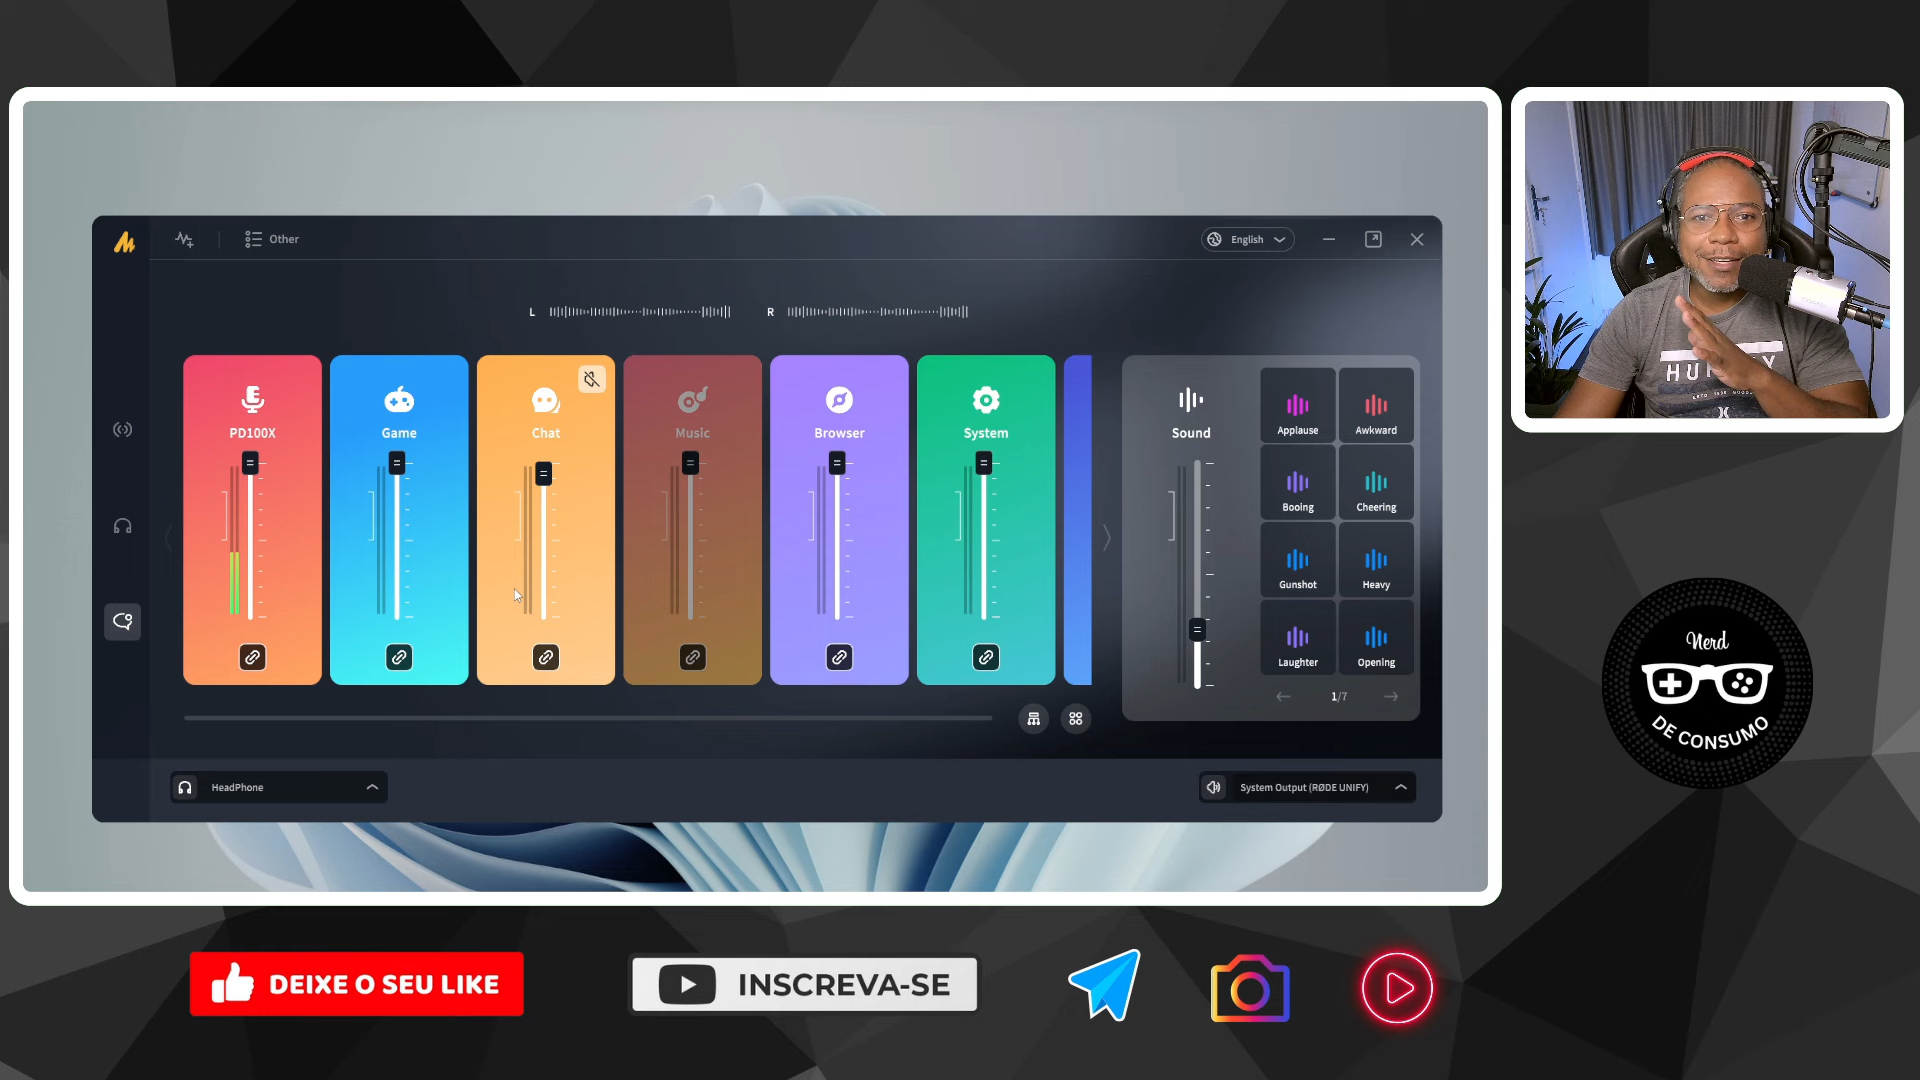 Other
English
L
R
PD100X
Game
Chat
Music
Browser
System
Sound
Applause
Awkward
Booing
Cheering
Gunshot
Heavy
Laughter
Opening
1/7
HeadPhone
System Output (RØDE UNIFY)
Nerd
DE CONSUMO
DEIXE O SEU LIKE
INSCREVA-SE